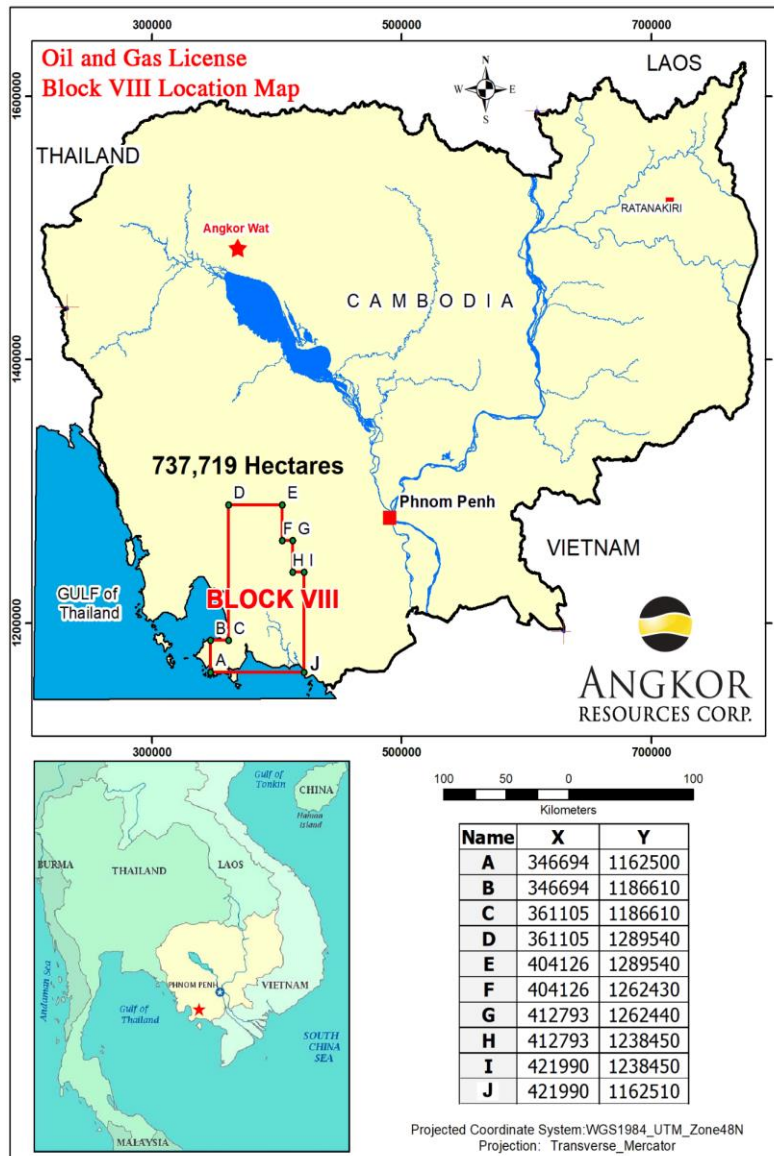 300000 500000 700000
Oil and Gas License
Block VIII Location Map
N
W E
S
LAOS
1600000
THAILAND
RATANAKIRI
Angkor Wat
CAMBODIA
1400000
737,719 Hectares
D E
Phnom Penh
F G
VIETNAM
H I
GULF of
Thailand
BLOCK VIII
1200000
B C
A J
ANGKOR
RESOURCES CORP.
300000 500000 700000
100 50 0 100
Kilometers
Gulf of
Tonkin
CHINA
Hainan
Island
BURMA
LAOS
THAILAND
PHNOM PENH
VIETNAM
Andaman Sea
Gulf of
Thailand
SOUTH
CHINA
SEA
MALAYSIA
Name X Y
A 346694 1162500
B 346694 1186610
C 361105 1186610
D 361105 1289540
E 404126 1289540
F 404126 1262430
G 412793 1262440
H 412793 1238450
I 421990 1238450
J 421990 1162510
Projected Coordinate System:WGS1984_UTM_Zone48N
Projection: Transverse_Mercator